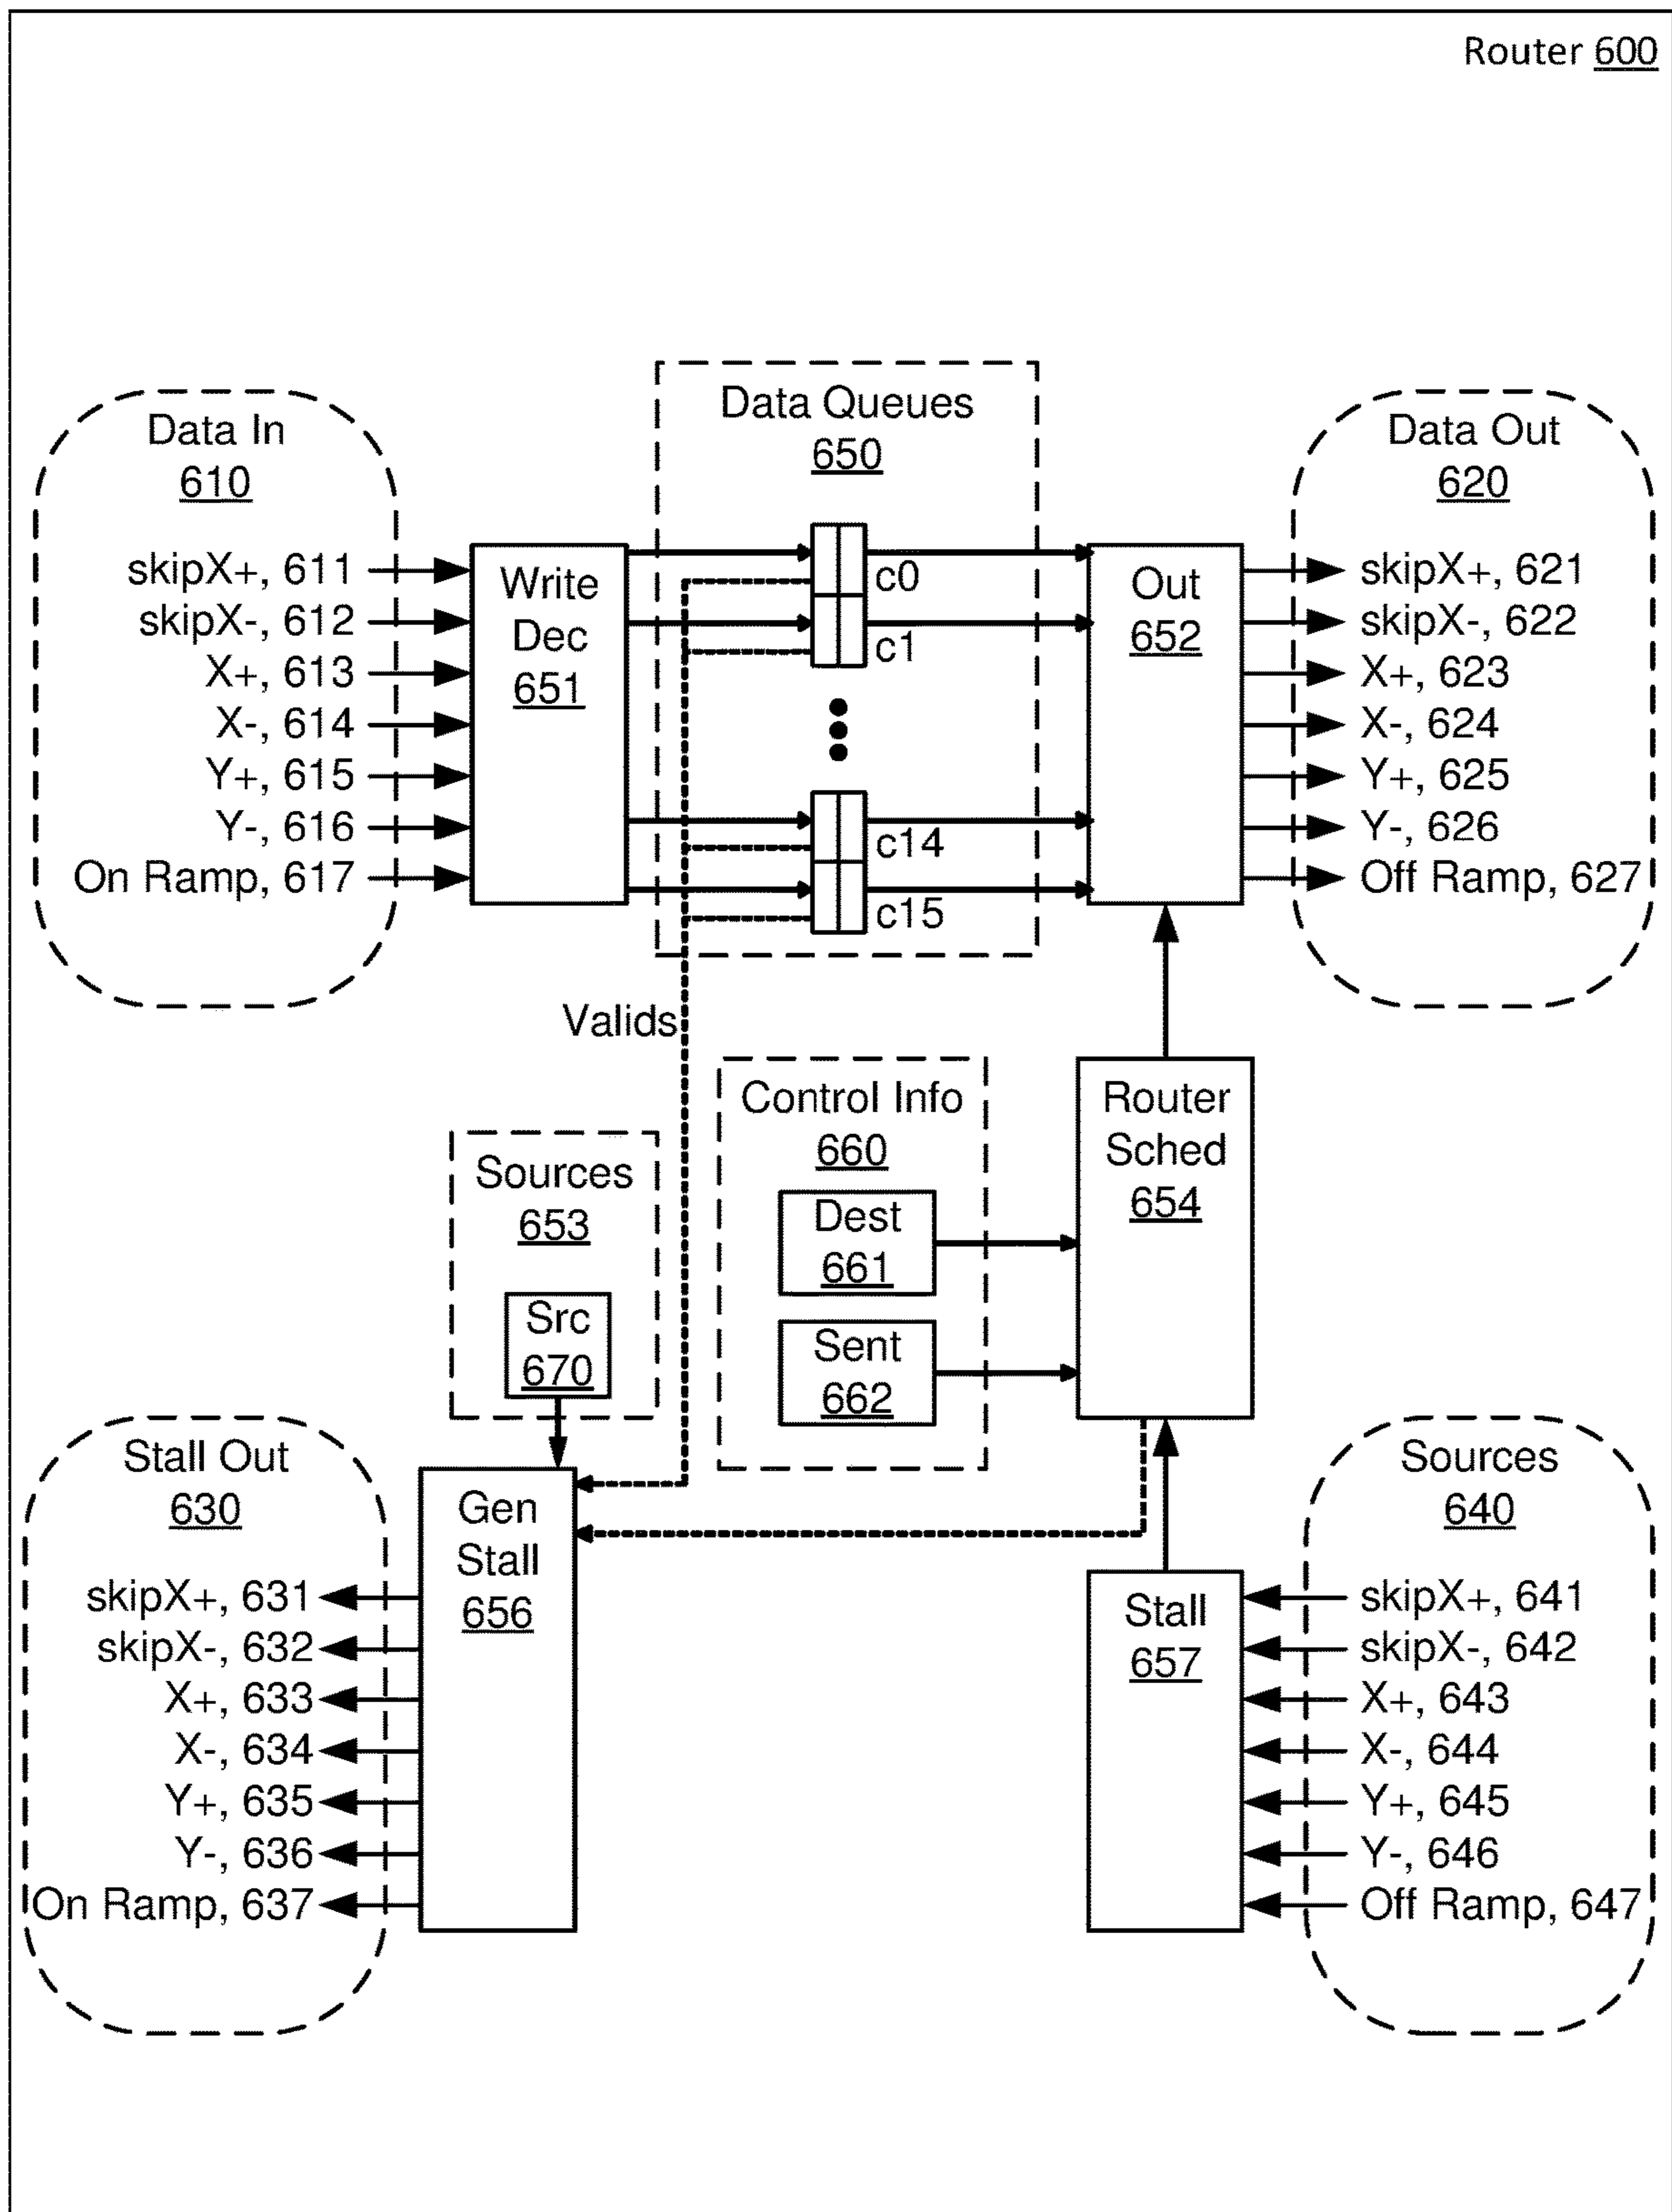 Router 600
Data In
610
skipX+, 611
skipX-, 612
X+, 613
X-, 614
Y+, 615
Y-, 616
On Ramp, 617
Write
Dec
651
Data Queues
650
c0
c1
c14
c15
Out
652
Data Out
620
skipX+, 621
skipX-, 622
X+, 623
X-, 624
Y+, 625
Y-, 626
Off Ramp, 627
Valids
Sources
653
Src
670
Control Info
660
Dest
661
Sent
662
Router
Sched
654
Stall Out
630
skipX+, 631
skipX-, 632
X+, 633
X-, 634
Y+, 635
Y-, 636
On Ramp, 637
Gen
Stall
656
Stall
657
Sources
640
skipX+, 641
skipX-, 642
X+, 643
X-, 644
Y+, 645
Y-, 646
Off Ramp, 647